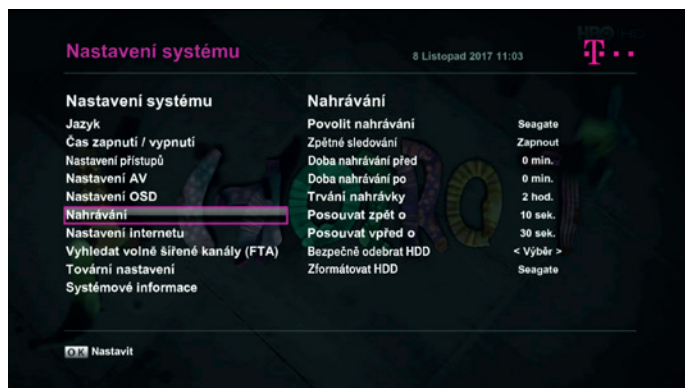 Nastavení systému
8 Listopad 2017 11:03
HBO HD
T
Nastavení systému
Jazyk
Čas zapnutí / vypnutí
Nastavení přístupů
Nastavení AV
Nastavení OSD
Nahrávání
Nastavení internetu
Vyhledat volně šířené kanály (FTA)
Tovární nastavení
Systémové informace
Nahrávání
Povolit nahrávání Seagate
Zpětné sledování Zapnout
Doba nahrávání před 0 min.
Doba nahrávání po 0 min.
Trvání nahrávky 2 hod.
Posouvat zpět o 10 sek.
Posouvat vpřed o 30 sek.
Bezpečně odebrat HDD < Výběr >
Zformátovat HDD Seagate
OK Nastavit